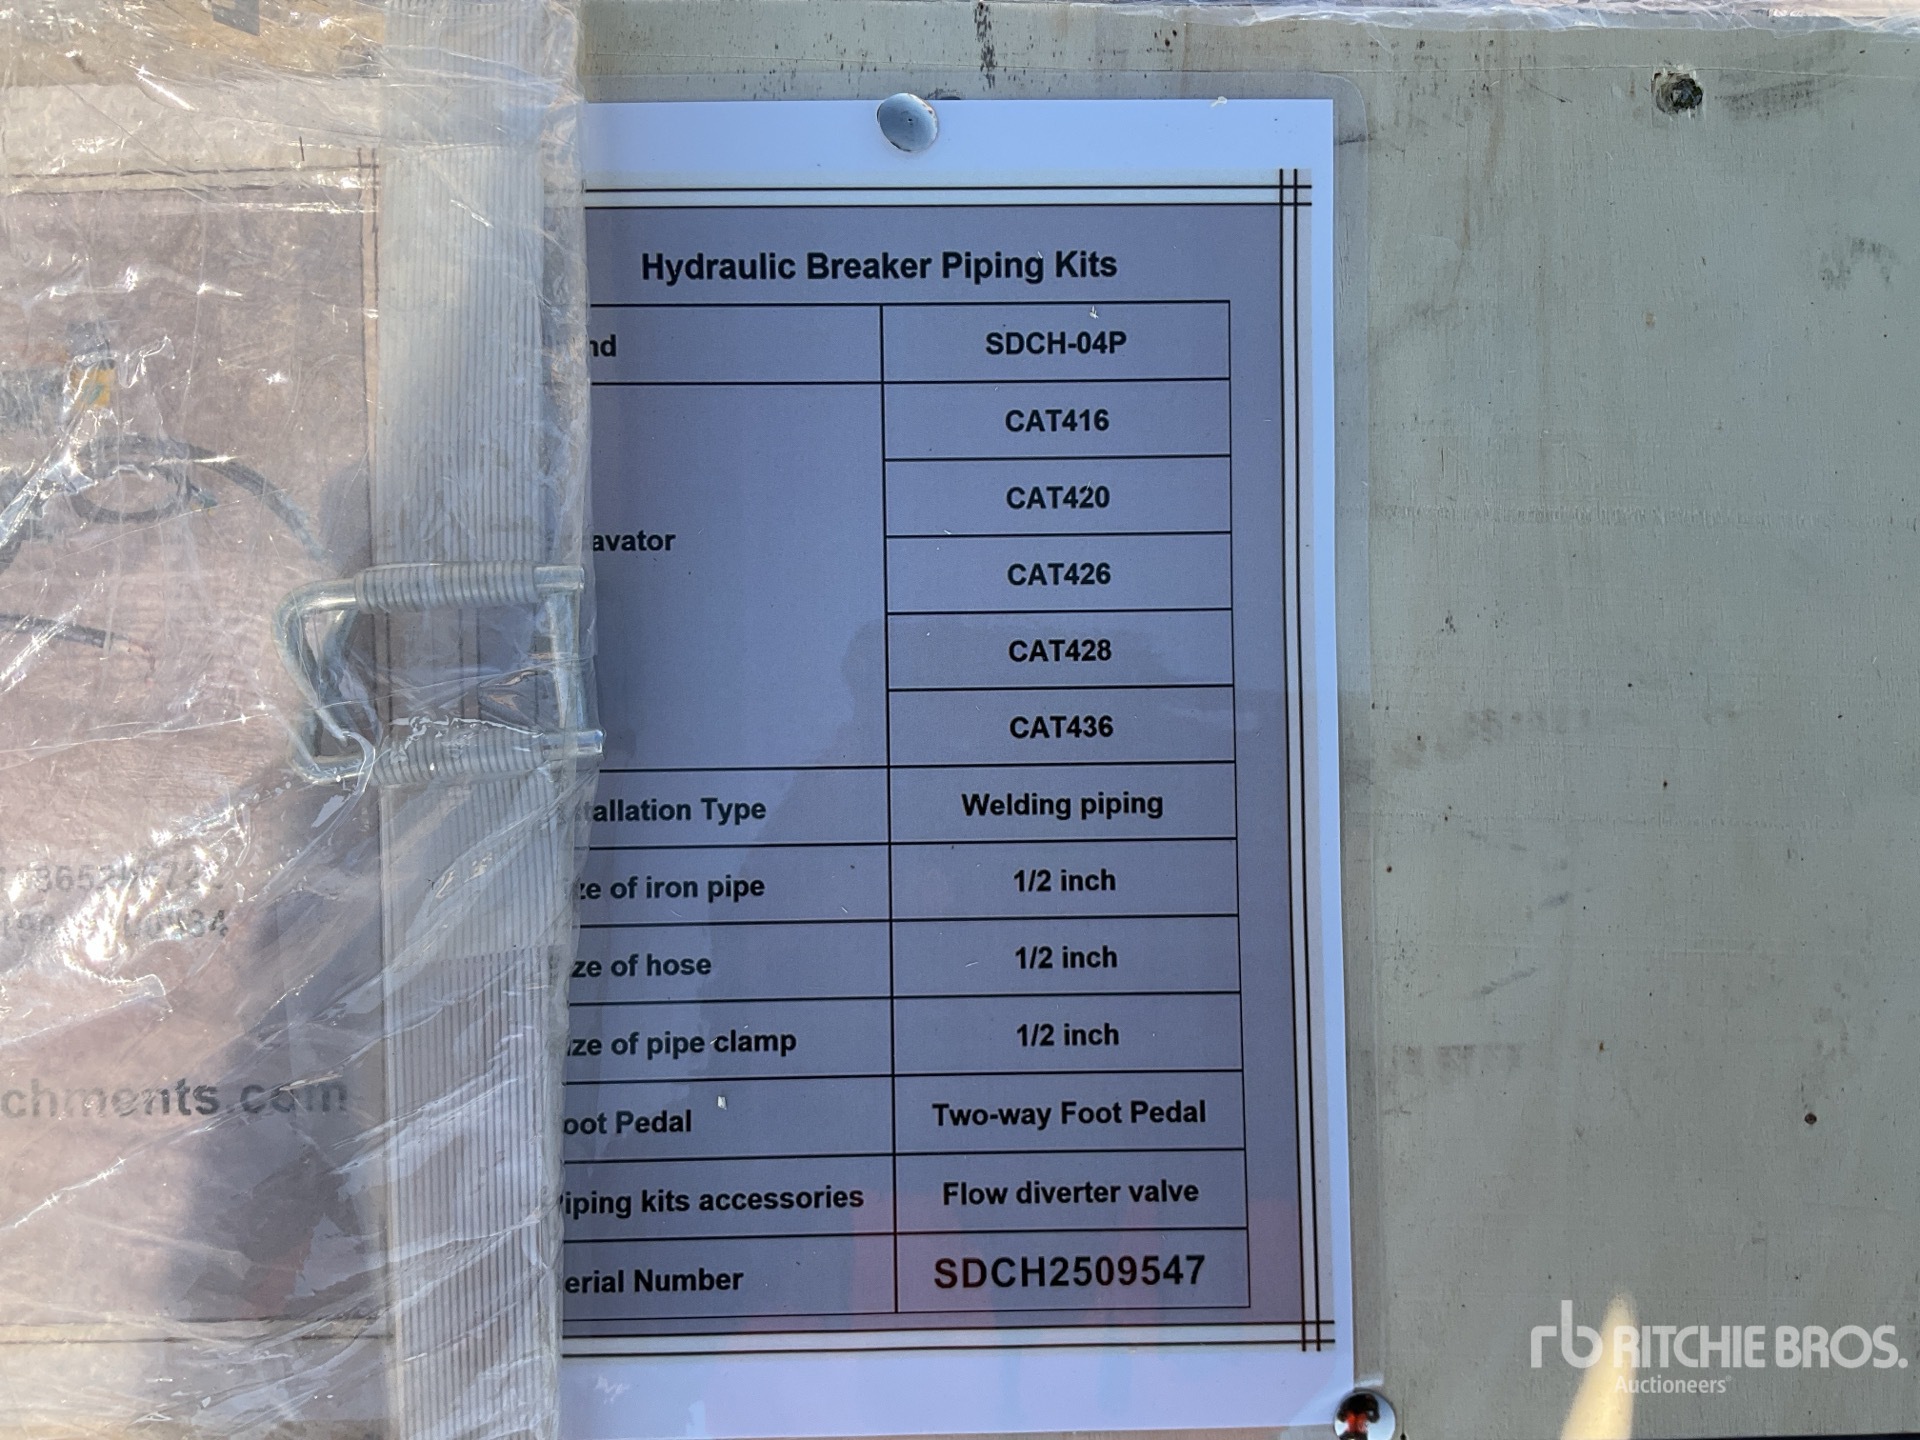 Hydraulic Breaker Piping Kits
nd SDCH-04P
avator CAT416
CAT420
CAT426
CAT428
CAT436
tallation Type Welding piping
ze of iron pipe 1/2 inch
ze of hose 1/2 inch
ze of pipe clamp 1/2 inch
oot Pedal Two-way Foot Pedal
iping kits accessories Flow diverter valve
erial Number SDCH2509547
chments.com
rb RITCHIE BROS.
Auctioneers